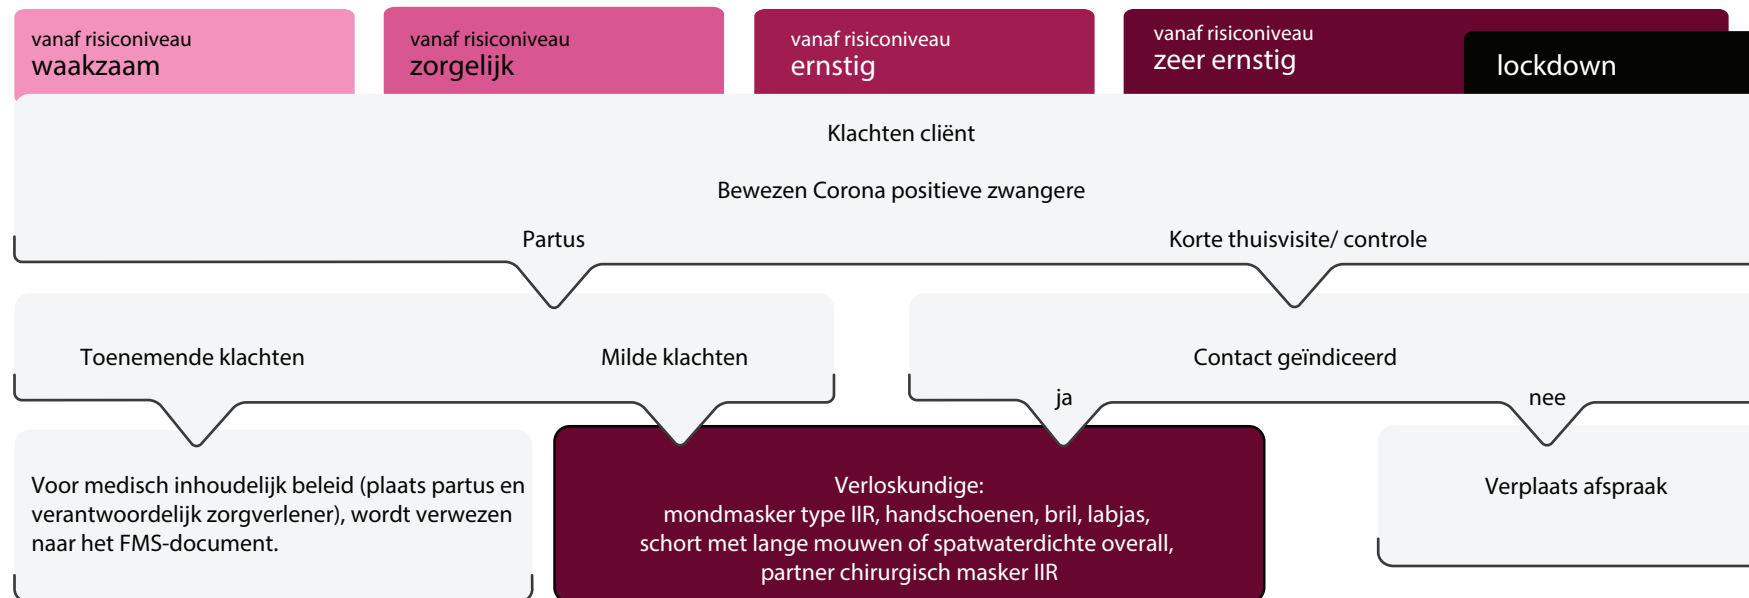 vanaf risiconiveau
waakzaam
vanaf risiconiveau
zorgelijk
vanaf risiconiveau
ernstig
vanaf risiconiveau
zeer ernstig
lockdown
Klachten cliënt
Bewezen Corona positieve zwangere
Partus
Korte thuisvisite/ controle
Toenemende klachten
Milde klachten
Contact geïndiceerd
ja
nee
Voor medisch inhoudelijk beleid (plaats partus en
verantwoordelijk zorgverlener), wordt verwezen
naar het FMS-document.
Verloskundige:
mondmasker type IIR, handschoenen, bril, labjas,
schort met lange mouwen of spatwaterdichte overall,
partner chirurgisch masker IIR
Verplaats afspraak